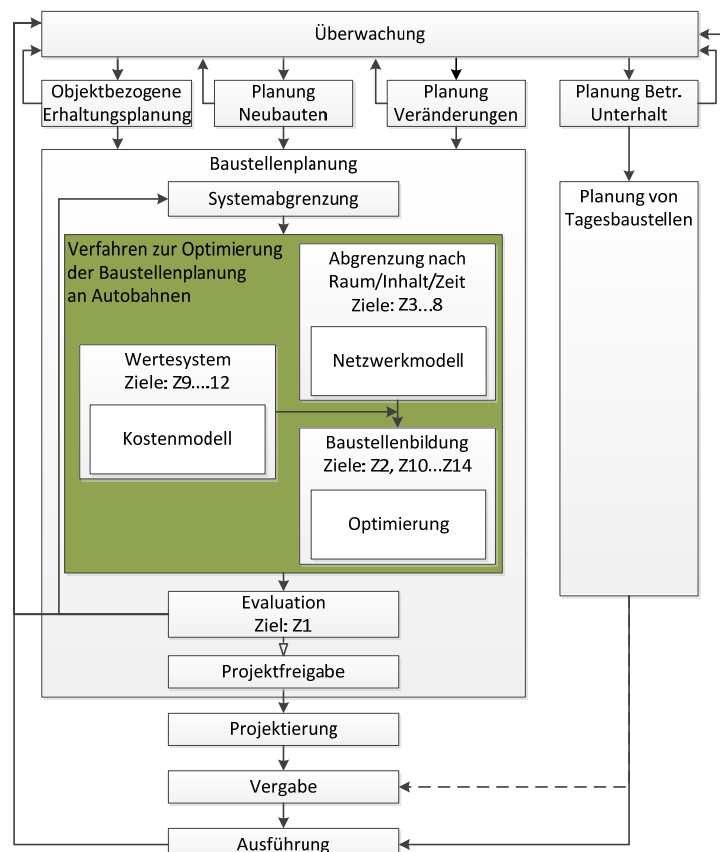 Überwachung
Objektbezogene
Erhaltungsplanung
Planung
Neubauten
Planung
Veränderungen
Planung Betr.
Unterhalt
Baustellenplanung
Systemabgrenzung
Planung von
Tagesbaustellen
Verfahren zur Optimierung
der Baustellenplanung
an Autobahnen
Abgrenzung nach
Raum/Inhalt/Zeit
Ziele: Z3...8
Netzwerkmodell
Wertesystem
Ziele: Z9....12
Kostenmodell
Baustellenbildung
Ziele: Z2, Z10...Z14
Optimierung
Evaluation
Ziel: Z1
Projektfreigabe
Projektierung
Vergabe
Ausführung